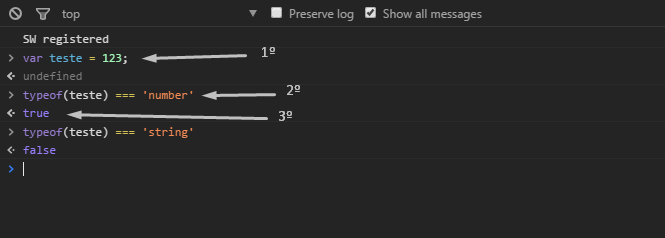 top Preserve log Show all messages
SW registered
var teste = 123; 1º
undefined
typeof(teste) === 'number' 2º
true 3º
typeof(teste) === 'string'
false